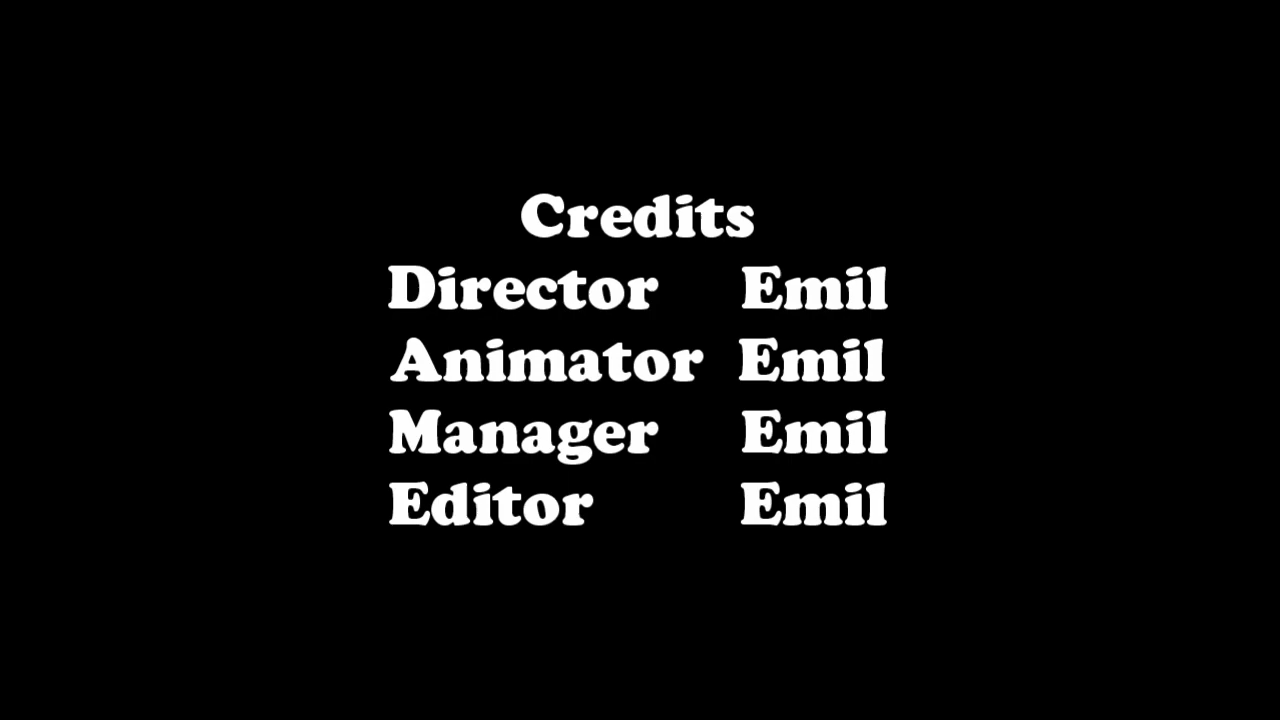 Credits
Director Emil
Animator Emil
Manager Emil
Editor Emil